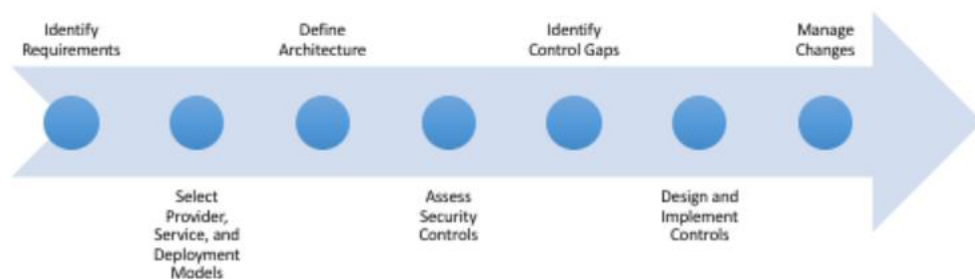 Identify
Requirements
Select
Provider,
Service, and
Deployment
Models
Define
Architecture
Assess
Security
Controls
Identify
Control Gaps
Design and
Implement
Controls
Manage
Changes